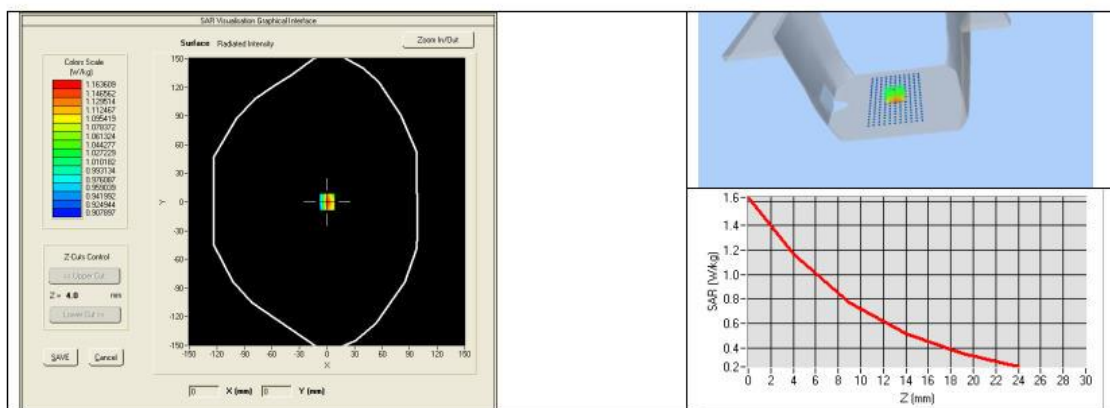 SAR Visualisation Graphical Interface
Surface Radiated Intensity
Zoom In/Out
Colors Scale
(W/kg)
1.163609
1.146562
1.129514
1.112467
1.095419
1.078372
1.061324
1.044277
1.027229
1.010182
0.993134
0.976087
0.959039
0.941992
0.924944
0.907897
150
120
90
60
30
0
-30
-60
-90
-120
-150
Y
-150 -120 -90 -60 -30 0 30 60 90 120 150
X
Z-Cuts Control
<< Upper Cut
Z = 4.0 mm
Lower Cut >>
SAVE Cancel
0 X (mm) 0 Y (mm)
1.6
1.4
1.2
1.0
0.8
0.6
0.4
0.2
SAR (W/kg)
0 2 4 6 8 10 12 14 16 18 20 22 24 26 28 30
Z (mm)